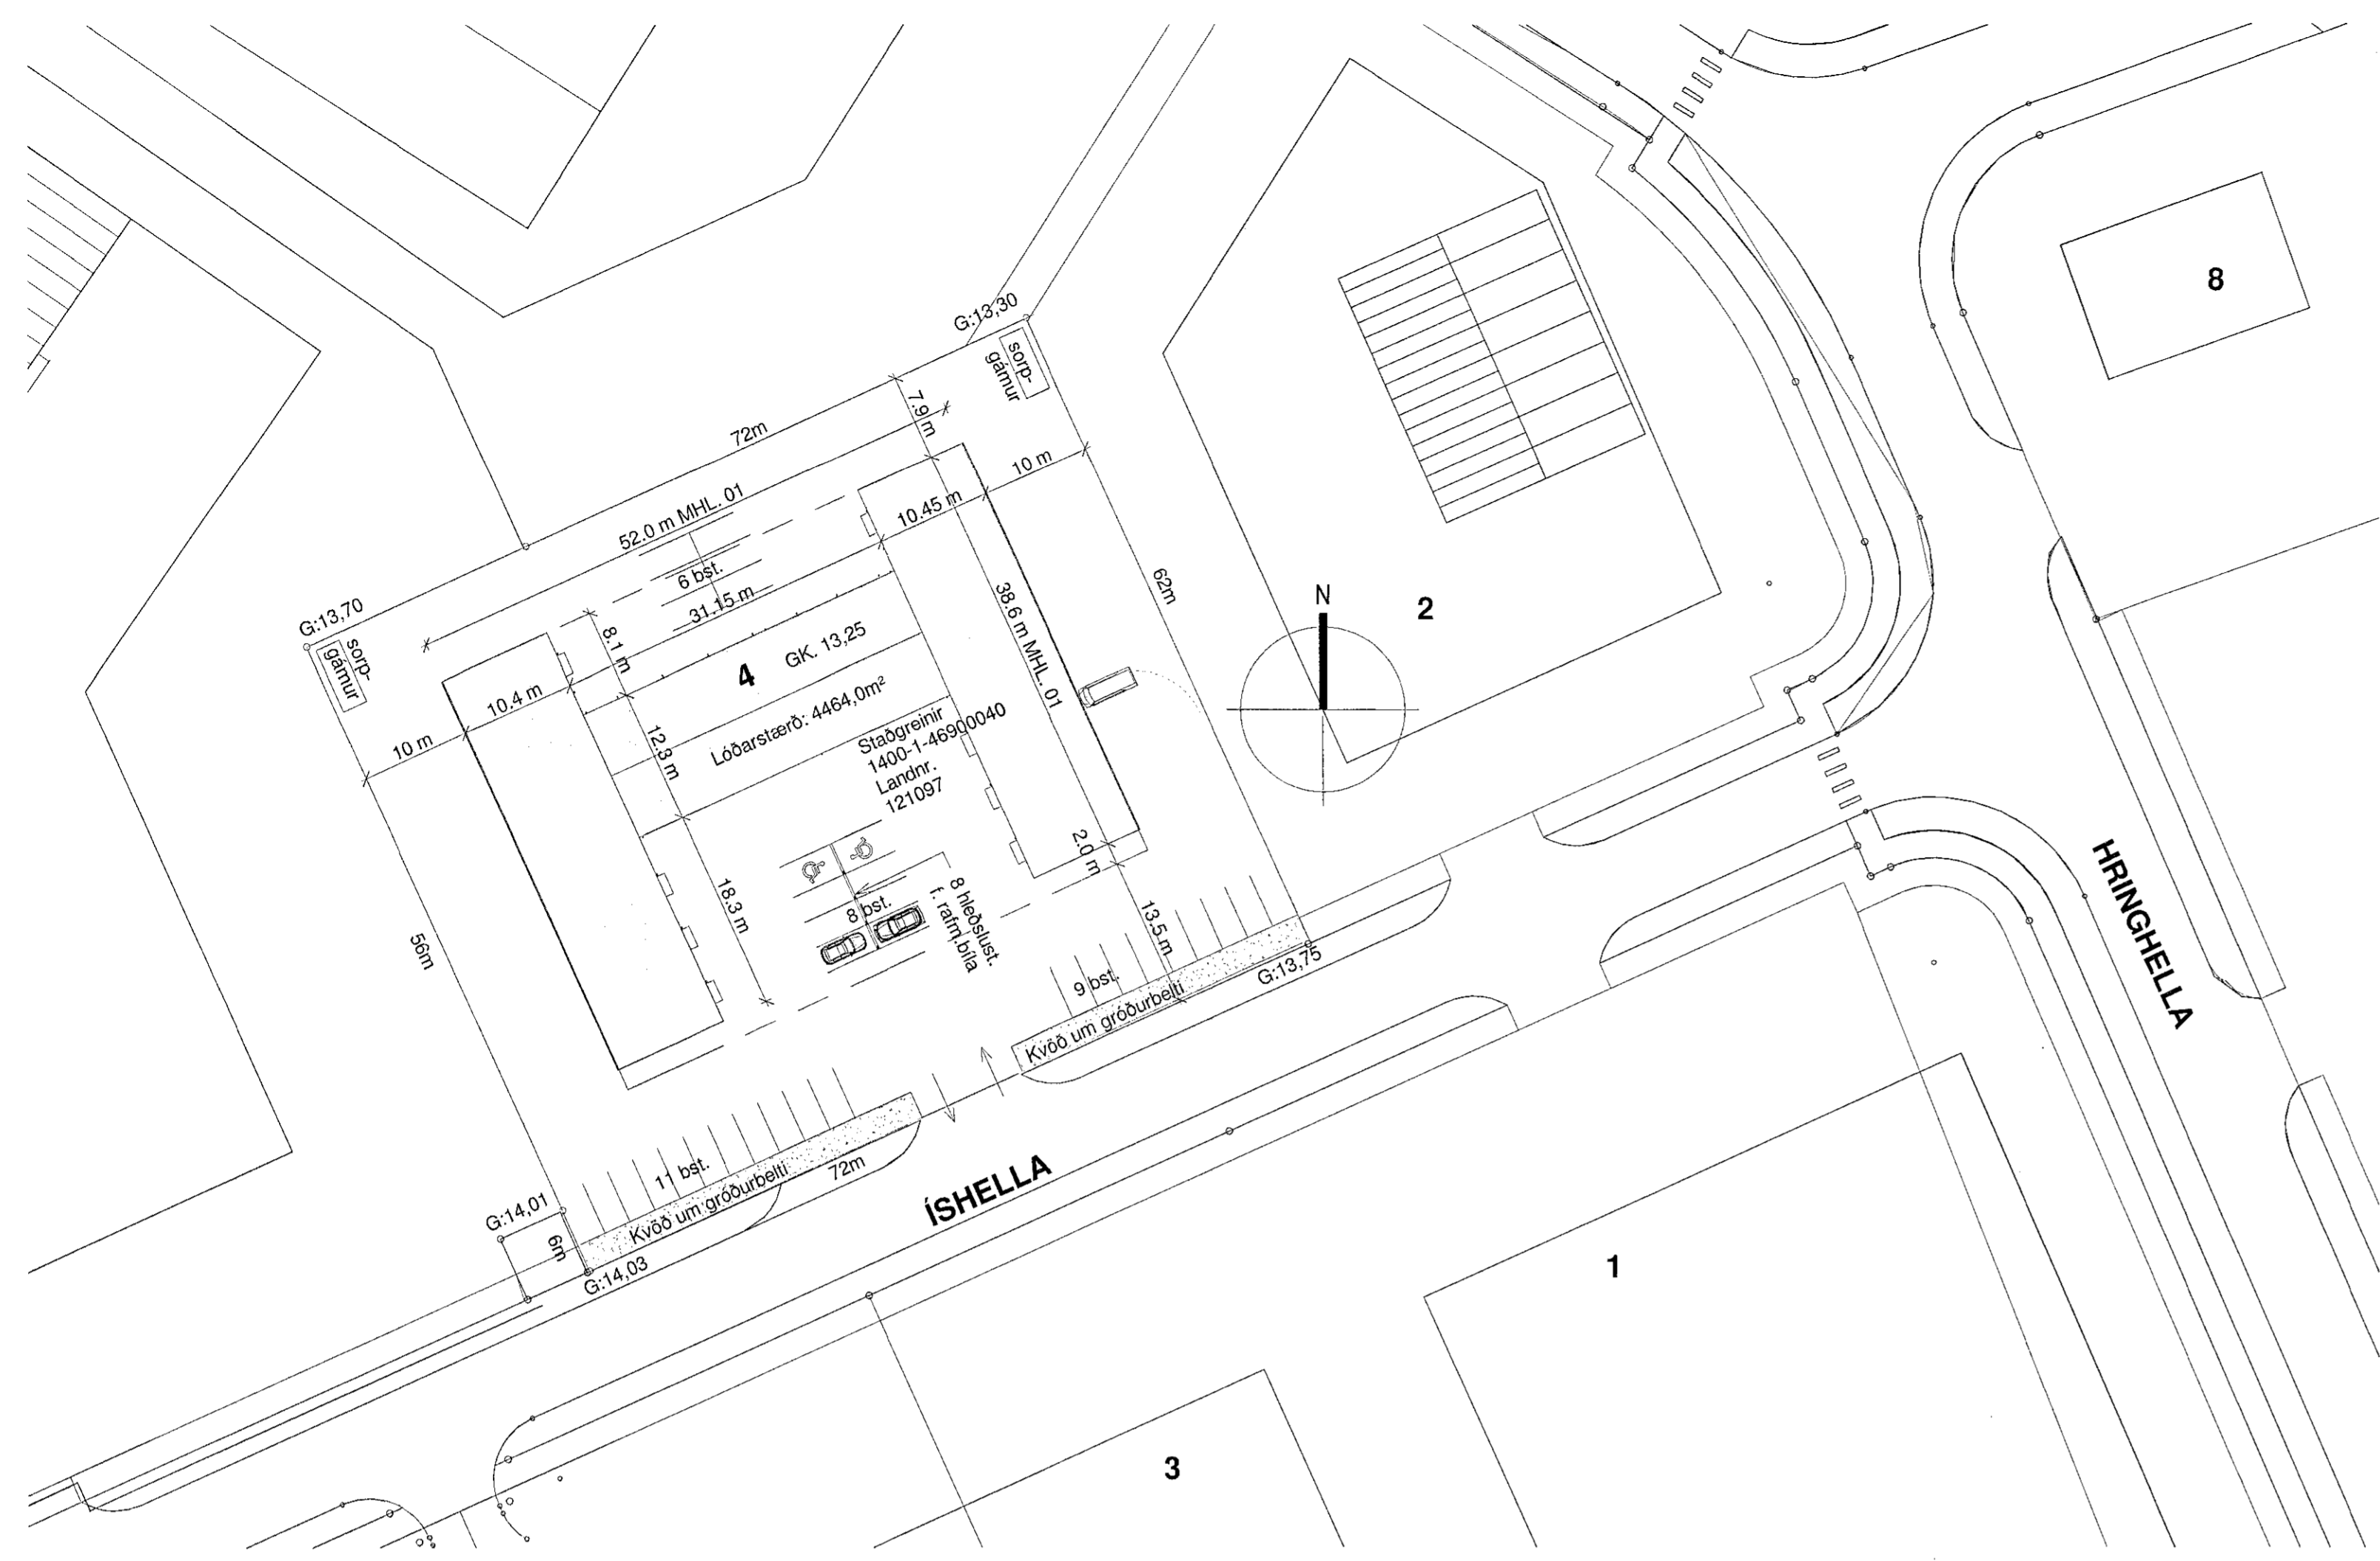 8
G:13,30
sorp-
gámur
7.9 m
72m
10 m
52.0 m MHL. 01
10.45 m
6 bst.
31.15 m
62m
N
2
G:13,70
sorp-
gámur
8.1 m
38.6 m MHL. 01
4
GK. 13,25
10.4 m
10 m
12.3 m
Lóðarstærð: 4464,0m²
Staðgreinir
1400-1-46900040
Landnr.
121097
2.0 m
HRINGHELLA
18.3 m
8 bst.
8 hleðslust.
f. rafm.bíla
13.5 m
56m
9 bst.
G:13,75
Kvöð um gróðurbelti
11 bst.
72m
Kvöð um gróðurbelti
ÍSHELLA
G:14,01
6m
G:14,03
1
3